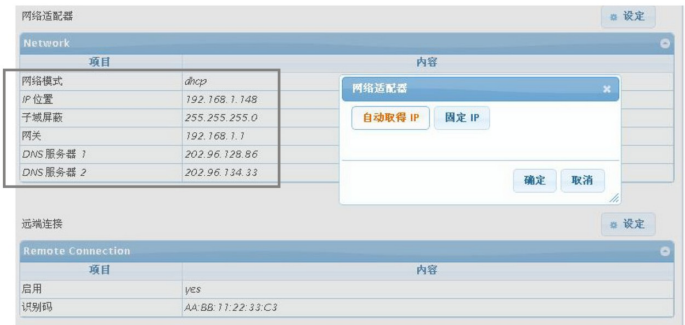 网络适配器
设定
Network
项目 内容
网络模式 dhcp
IP 位置 192.168.1.148
子域屏蔽 255.255.255.0
网关 192.168.1.1
DNS 服务器 1 202.96.128.86
DNS 服务器 2 202.96.134.33
网络适配器
自动取得 IP 固定 IP
确定 取消
远端连接
设定
Remote Connection
项目 内容
启用 yes
识别码 AA:BB:11:22:33:C3